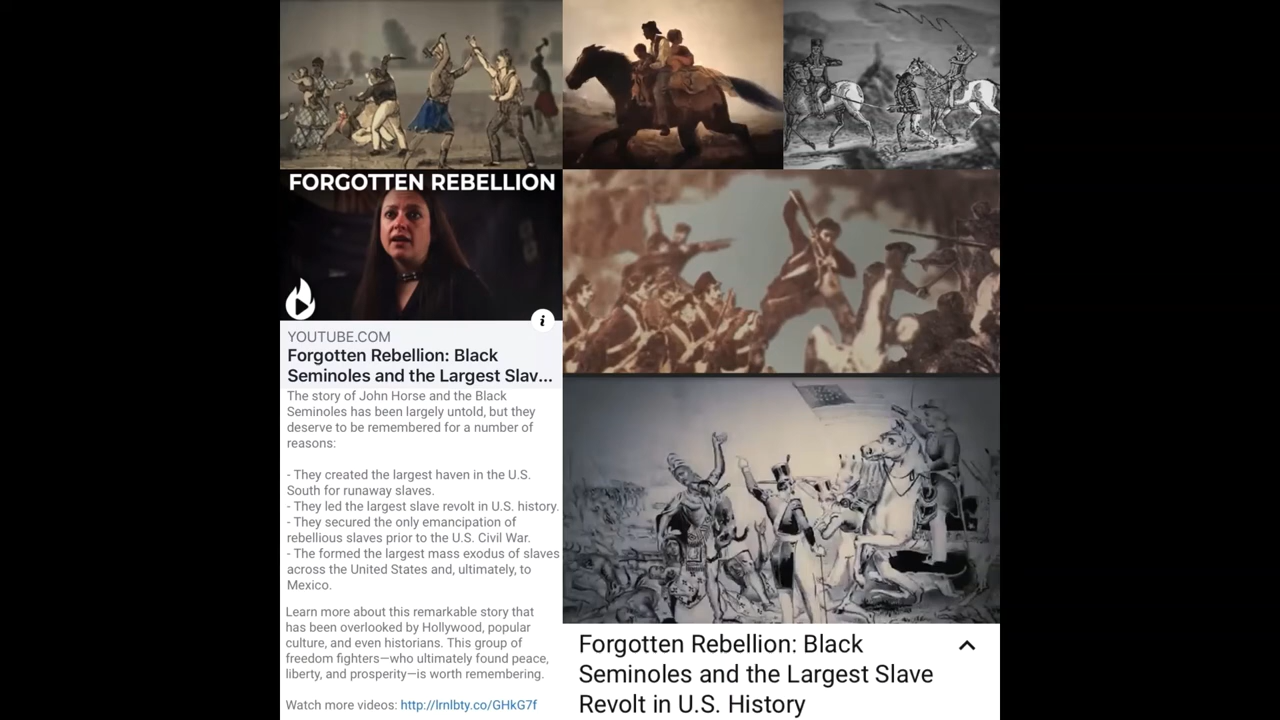 FORGOTTEN REBELLION
i
YOUTUBE.COM
Forgotten Rebellion: Black
Seminoles and the Largest Slav...
The story of John Horse and the Black
Seminoles has been largely untold, but they
deserve to be remembered for a number of
reasons:
- They created the largest haven in the U.S.
South for runaway slaves.
- They led the largest slave revolt in U.S. history.
- They secured the only emancipation of
rebellious slaves prior to the U.S. Civil War.
- The formed the largest mass exodus of slaves
across the United States and, ultimately, to
Mexico.
Learn more about this remarkable story that
has been overlooked by Hollywood, popular
culture, and even historians. This group of
freedom fighters—who ultimately found peace,
liberty, and prosperity—is worth remembering.
Watch more videos: http://lrnlbty.co/GHkG7f
Forgotten Rebellion: Black
Seminoles and the Largest Slave
Revolt in U.S. History